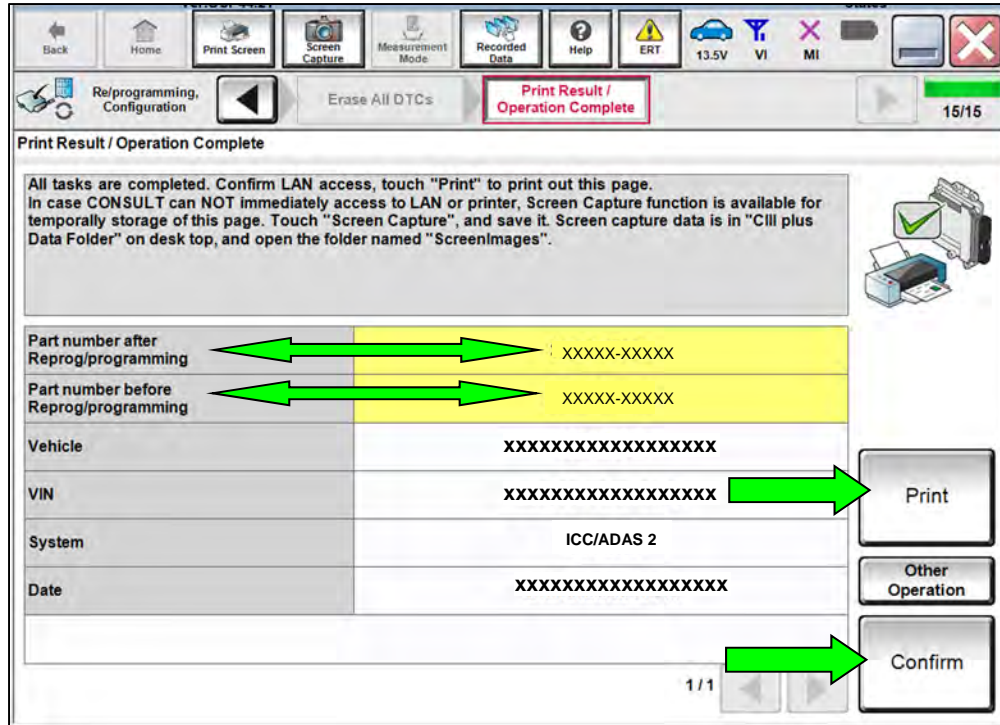 Back
Home
Print Screen
Screen
Capture
Measurement
Mode
Recorded
Data
Help
ERT
13.5V
VI
MI
Re/programming,
Configuration
Erase All DTCs
Print Result /
Operation Complete
15/15
Print Result / Operation Complete
All tasks are completed. Confirm LAN access, touch "Print" to print out this page.
In case CONSULT can NOT immediately access to LAN or printer, Screen Capture function is available for
temporally storage of this page. Touch "Screen Capture", and save it. Screen capture data is in "CIII plus
Data Folder" on desk top, and open the folder named "ScreenImages".
Part number after
Reprog/programming
XXXXX-XXXXX
Part number before
Reprog/programming
XXXXX-XXXXX
Vehicle
XXXXXXXXXXXXXXXXXX
VIN
XXXXXXXXXXXXXXXXXX
Print
System
ICC/ADAS 2
Other
Operation
Date
XXXXXXXXXXXXXXXXXX
Confirm
1/1